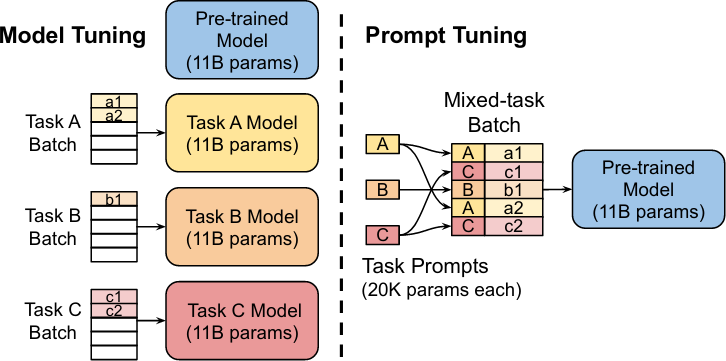 Model Tuning
Pre-trained
Model
(11B params)
Task A
Batch
a1
a2
Task A Model
(11B params)
Task B
Batch
b1
Task B Model
(11B params)
Task C
Batch
c1
c2
Task C Model
(11B params)
Prompt Tuning
Mixed-task
Batch
A
B
C
A a1
C c1
B b1
A a2
C c2
Task Prompts
(20K params each)
Pre-trained
Model
(11B params)